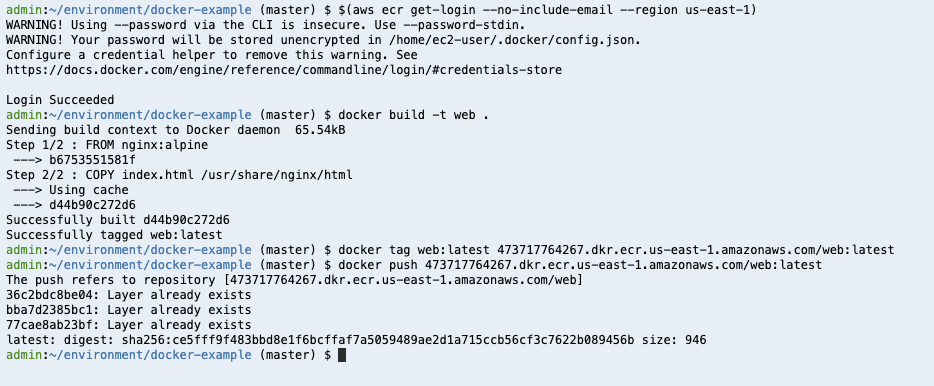 admin:~/environment/docker-example (master) $ $(aws ecr get-login --no-include-email --region us-east-1)
WARNING! Using --password via the CLI is insecure. Use --password-stdin.
WARNING! Your password will be stored unencrypted in /home/ec2-user/.docker/config.json.
Configure a credential helper to remove this warning. See
https://docs.docker.com/engine/reference/commandline/login/#credentials-store

Login Succeeded
admin:~/environment/docker-example (master) $ docker build -t web .
Sending build context to Docker daemon  65.54kB
Step 1/2 : FROM nginx:alpine
 ---> b6753551581f
Step 2/2 : COPY index.html /usr/share/nginx/html
 ---> Using cache
 ---> d44b90c272d6
Successfully built d44b90c272d6
Successfully tagged web:latest
admin:~/environment/docker-example (master) $ docker tag web:latest 473717764267.dkr.ecr.us-east-1.amazonaws.com/web:latest
admin:~/environment/docker-example (master) $ docker push 473717764267.dkr.ecr.us-east-1.amazonaws.com/web:latest
The push refers to repository [473717764267.dkr.ecr.us-east-1.amazonaws.com/web]
36c2bdc8be04: Layer already exists
bba7d2385bc1: Layer already exists
77cae8ab23bf: Layer already exists
latest: digest: sha256:ce5fff9f483bbd8e1f6bcffaf7a5059489ae2d1a715ccb56cf3c7622b089456b size: 946
admin:~/environment/docker-example (master) $